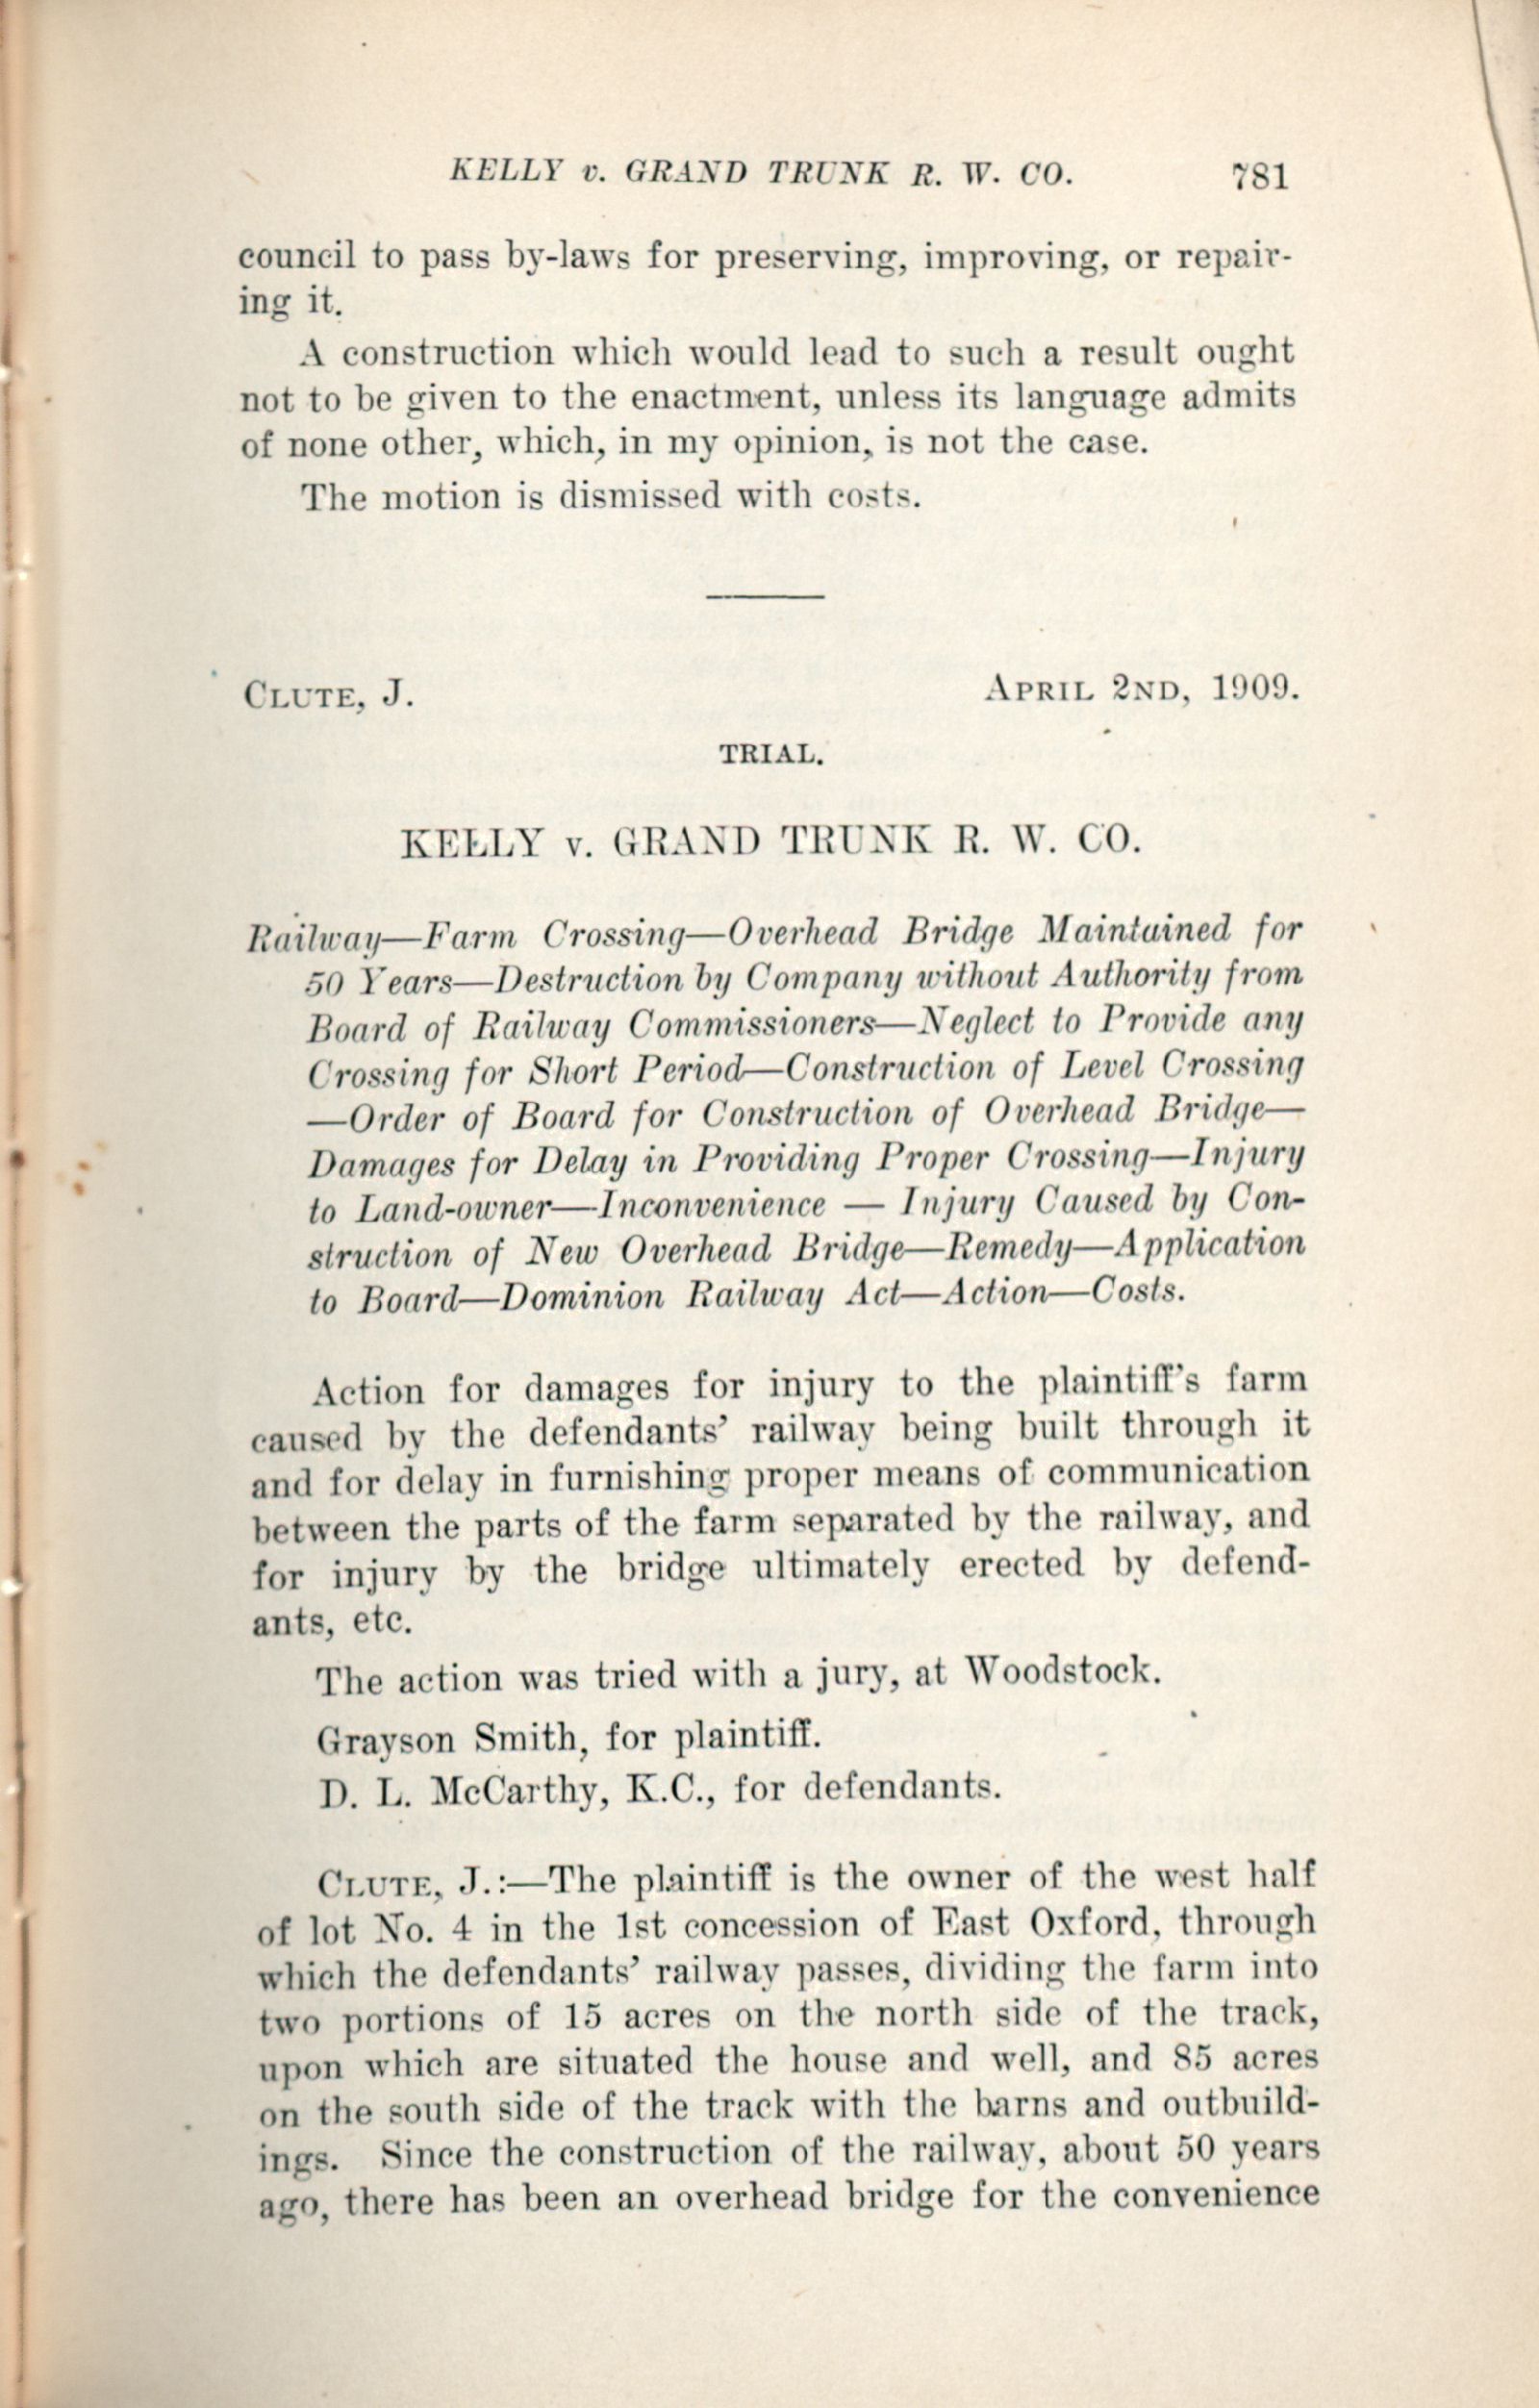 KELLY v. GRAND TRUNK R. W. CO. 781
council to pass by-laws for preserving, improving, or repair-
ing it.
A construction which would lead to such a result ought
not to be given to the enactment, unless its language admits
of none other, which, in my opinion, is not the case.
The motion is dismissed with costs.
CLUTE, J. APRIL 2ND, 1909.
TRIAL.
KELLY v. GRAND TRUNK R. W. CO.
Railway—Farm Crossing—Overhead Bridge Maintained for
50 Years—Destruction by Company without Authority from
Board of Railway Commissioners—Neglect to Provide any
Crossing for Short Period—Construction of Level Crossing
—Order of Board for Construction of Overhead Bridge—
Damages for Delay in Providing Proper Crossing—Injury
to Land-owner—Inconvenience — Injury Caused by Con-
struction of New Overhead Bridge—Remedy—Application
to Board—Dominion Railway Act—Action—Costs.
Action for damages for injury to the plaintiff's farm
caused by the defendants' railway being built through it
and for delay in furnishing proper means of communication
between the parts of the farm separated by the railway, and
for injury by the bridge ultimately erected by defend-
ants, etc.
The action was tried with a jury, at Woodstock.
Grayson Smith, for plaintiff.
D. L. McCarthy, K.C., for defendants.
CLUTE, J.:—The plaintiff is the owner of the west half
of lot No. 4 in the 1st concession of East Oxford, through
which the defendants' railway passes, dividing the farm into
two portions of 15 acres on the north side of the track,
upon which are situated the house and well, and 85 acres
on the south side of the track with the barns and outbuild-
ings. Since the construction of the railway, about 50 years
ago, there has been an overhead bridge for the convenience